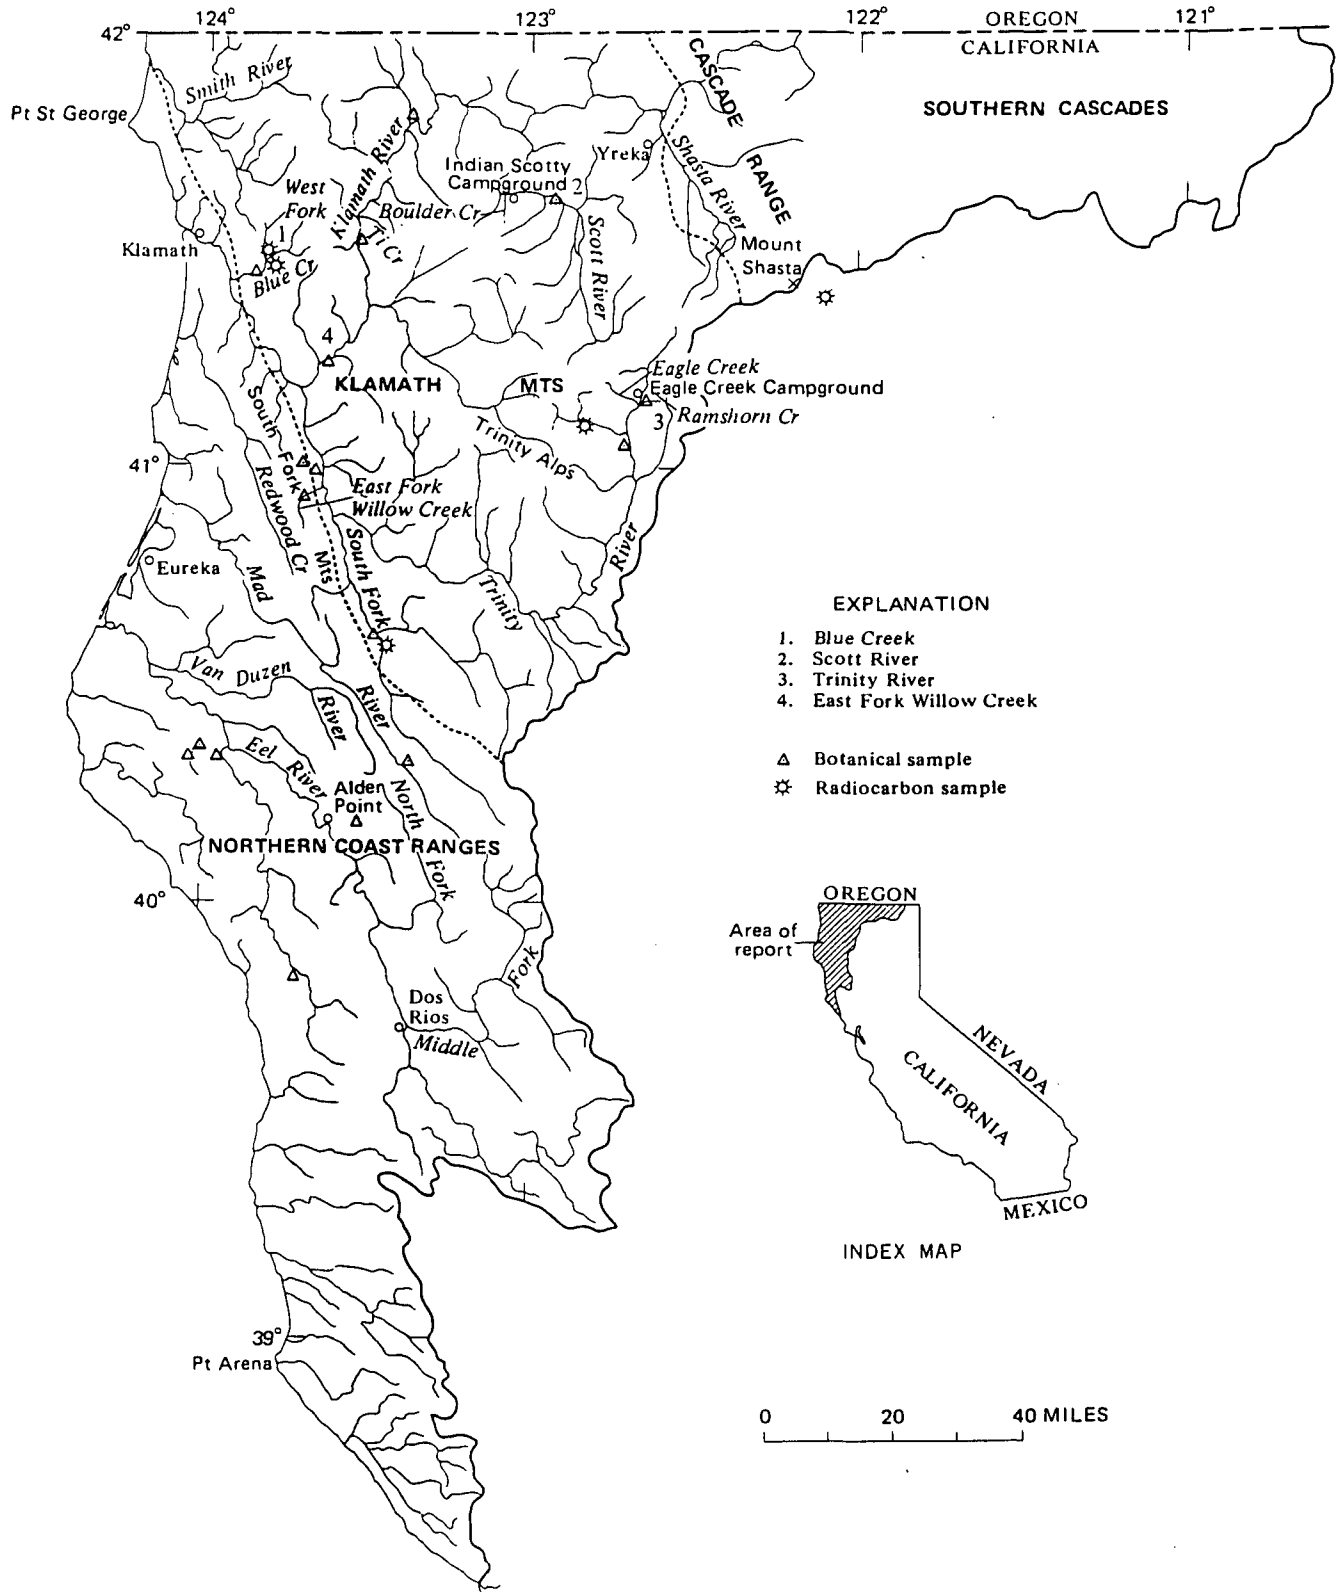 124° 123° 122° OREGON 121°
42° CALIFORNIA
Smith River
CASCADE RANGE
SOUTHERN CASCADES
Pt St George
Klamath River
Yreka
Shasta River
Indian Scotty
Campground 2
West
Fork
Boulder Cr
1
Ti Cr
Scott River
Klamath
Mount
Shasta
Blue Cr
4
Eagle Creek
KLAMATH MTS
Eagle Creek Campground
3 Ramshorn Cr
South Fork
Trinity Alps
41°
Redwood Cr
East Fork
Willow Creek
South Fork
Mts
River
Eureka
Mad
Trinity
EXPLANATION
1. Blue Creek
2. Scott River
3. Trinity River
4. East Fork Willow Creek
Van Duzen
River
River
Eel
River
Botanical sample
Radiocarbon sample
Alder
Point
North
Fork
NORTHERN COAST RANGES
40°
OREGON
Area of
report
Fork
Dos
Rios
Middle
NEVADA
CALIFORNIA
MEXICO
INDEX MAP
39°
Pt Arena
0 20 40 MILES